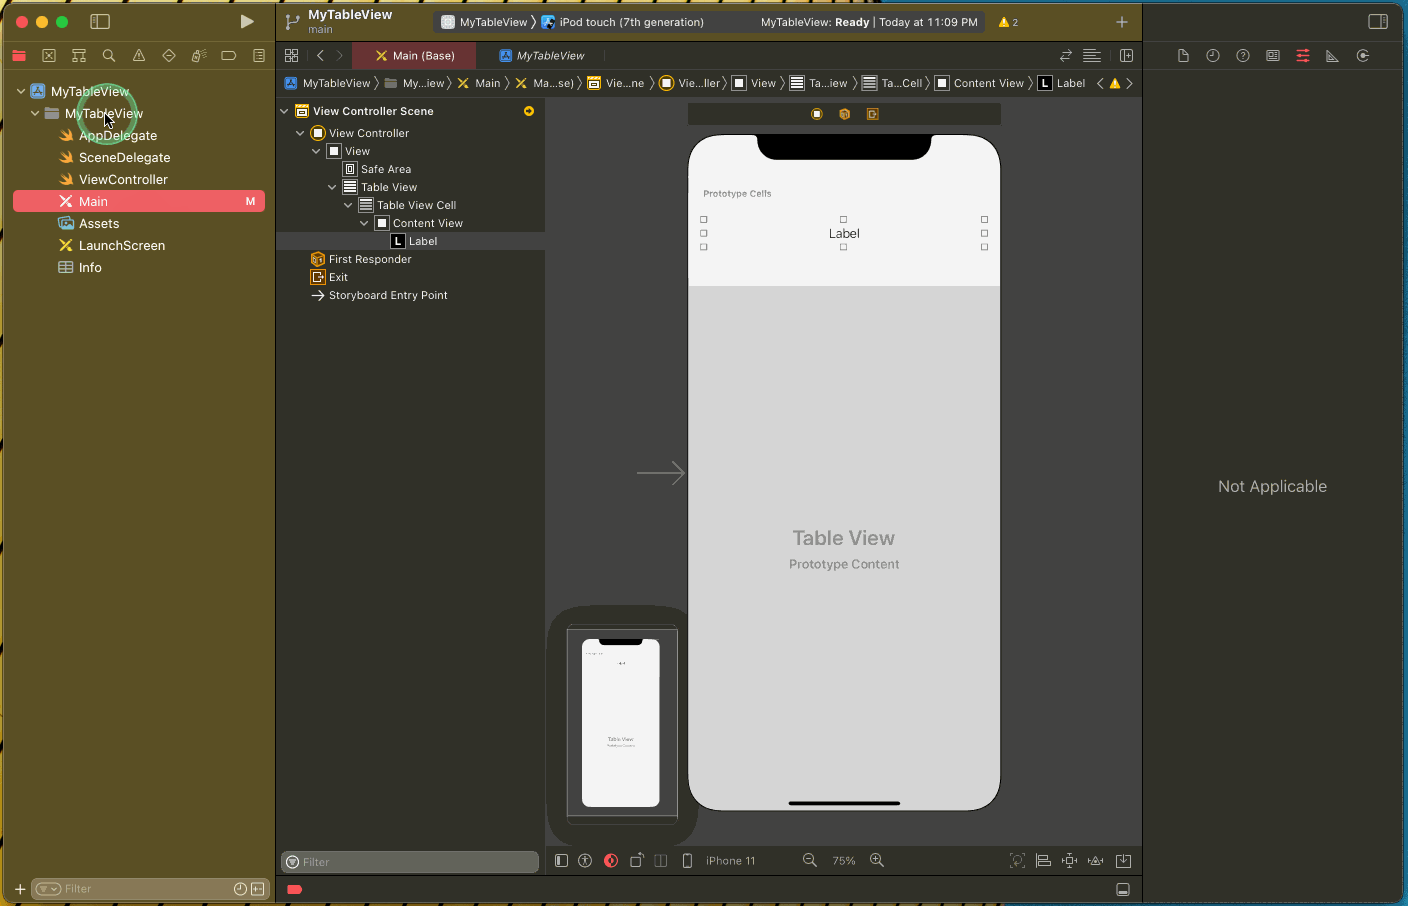 MyTableView
main
MyTableView
iPod touch (7th generation)
MyTableView: Ready | Today at 11:09 PM
2
Main (Base)
MyTableView
MyTableView
My...iew
Main
Ma...se)
Vie...ne
Vie...ller
View
Ta...iew
Ta...Cell
Content View
L Label
MyTableView
MyTableView
AppDelegate
SceneDelegate
ViewController
Main M
Assets
LaunchScreen
Info
View Controller Scene
View Controller
View
Safe Area
Table View
Table View Cell
Content View
L Label
First Responder
Exit
Storyboard Entry Point
Prototype Cells
Label
Table View
Prototype Content
Table View
Not Applicable
Filter
iPhone 11
75%
Filter